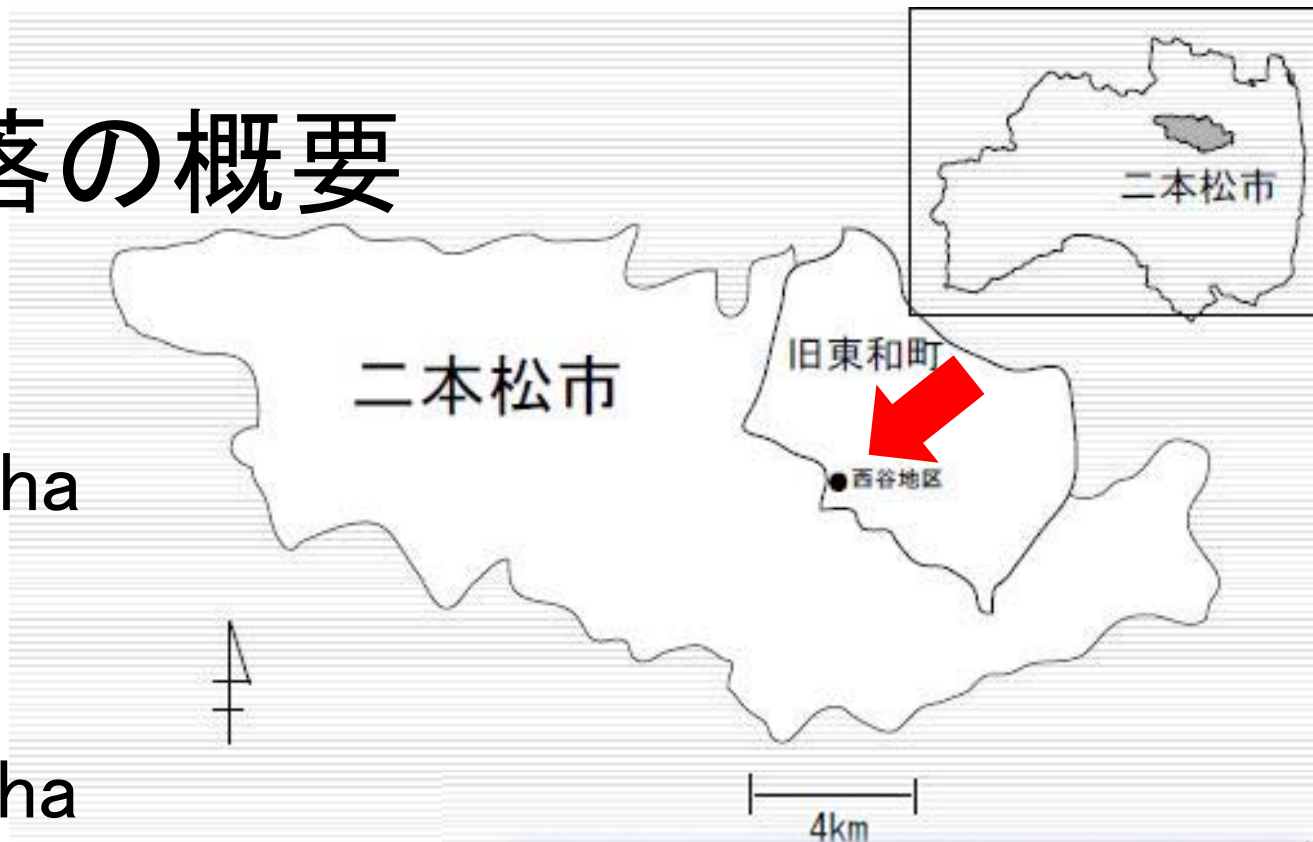 落の概要
二本松市
二本松市
旧東和町
ha
西谷地区
ha
4km